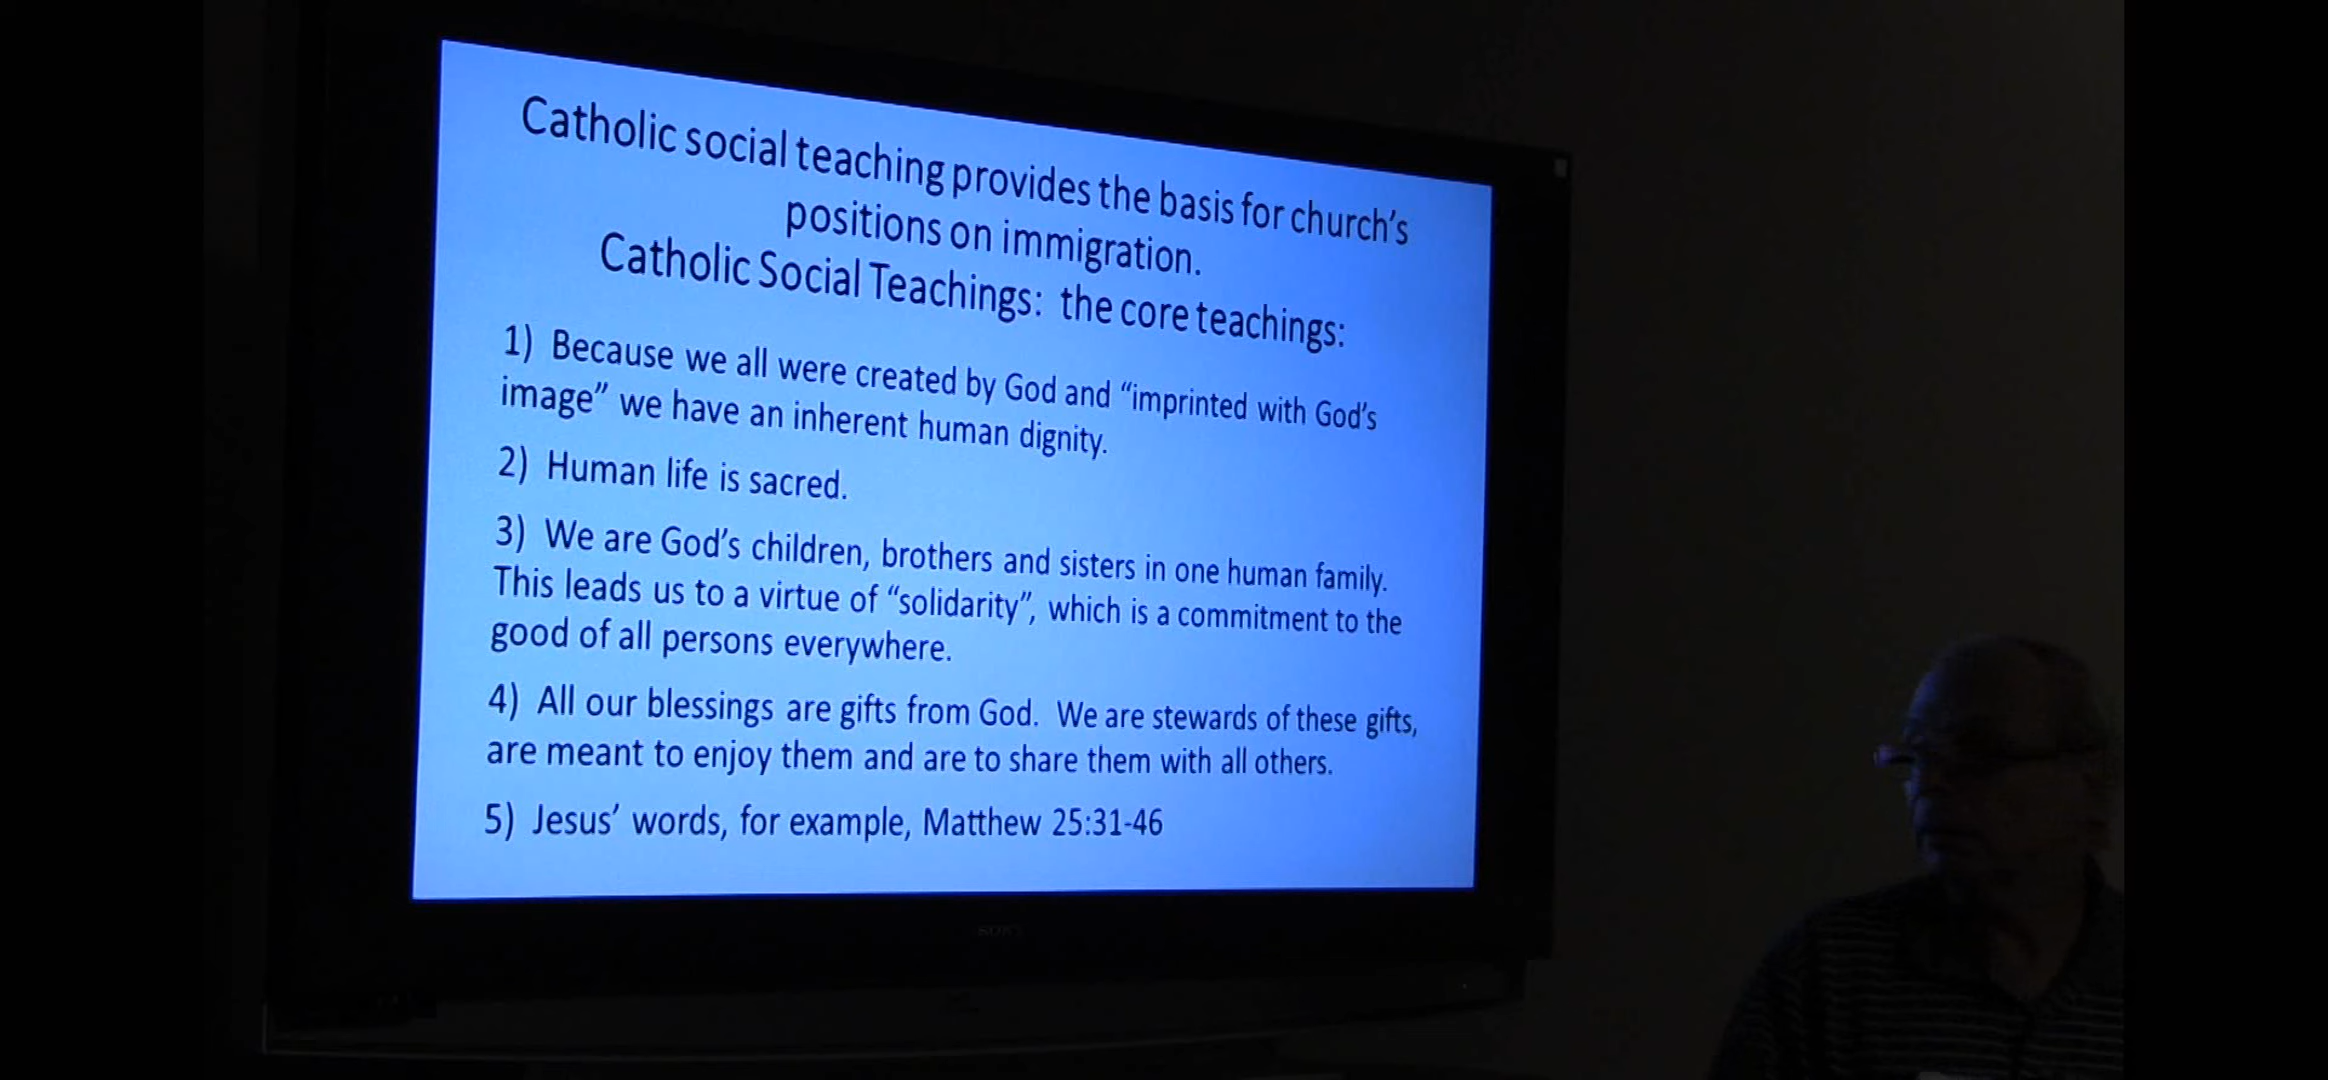 Catholic social teaching provides the basis for church's
positions on immigration.
Catholic Social Teachings:  the core teachings:
1)  Because we all were created by God and “imprinted with God's
image” we have an inherent human dignity.
2)  Human life is sacred.
3)  We are God's children, brothers and sisters in one human family.
This leads us to a virtue of “solidarity”, which is a commitment to the
good of all persons everywhere.
4)  All our blessings are gifts from God.  We are stewards of these gifts,
are meant to enjoy them and are to share them with all others.
5)  Jesus' words, for example, Matthew 25:31-46
SONY